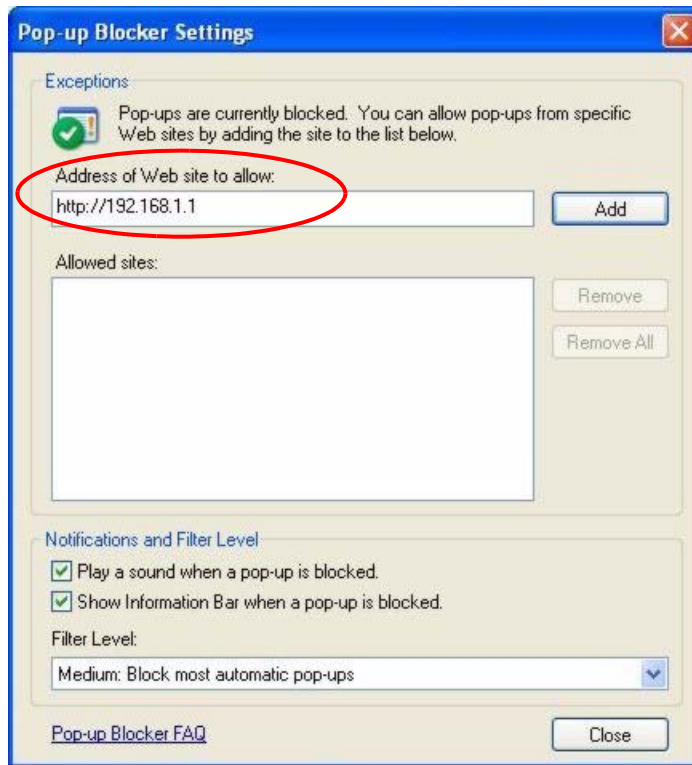 Pop-up Blocker Settings
Exceptions
Pop-ups are currently blocked. You can allow pop-ups from specific
Web sites by adding the site to the list below.
Address of Web site to allow:
http://192.168.1.1
Add
Allowed sites:
Remove
Remove All
Notifications and Filter Level
Play a sound when a pop-up is blocked.
Show Information Bar when a pop-up is blocked.
Filter Level:
Medium: Block most automatic pop-ups
Pop-up Blocker FAQ
Close